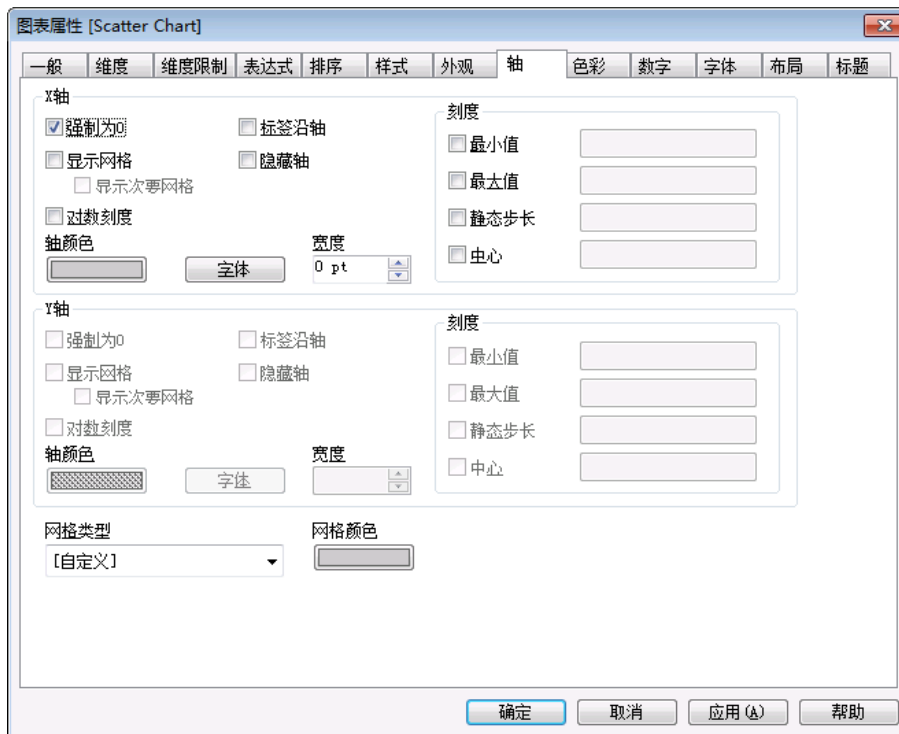 图表属性 [Scatter Chart]
一般 维度 维度限制 表达式 排序 样式 外观 轴 色彩 数字 字体 布局 标题
X轴
强制为0 标签沿轴
显示网格 隐藏轴
显示次要网格
对数刻度
轴颜色 宽度
字体 0 pt
刻度
最小值
最大值
静态步长
中心
Y轴
强制为0 标签沿轴
显示网格 隐藏轴
显示次要网格
对数刻度
轴颜色 宽度
字体
刻度
最小值
最大值
静态步长
中心
网格类型 网格颜色
[自定义]
确定 取消 应用(A) 帮助